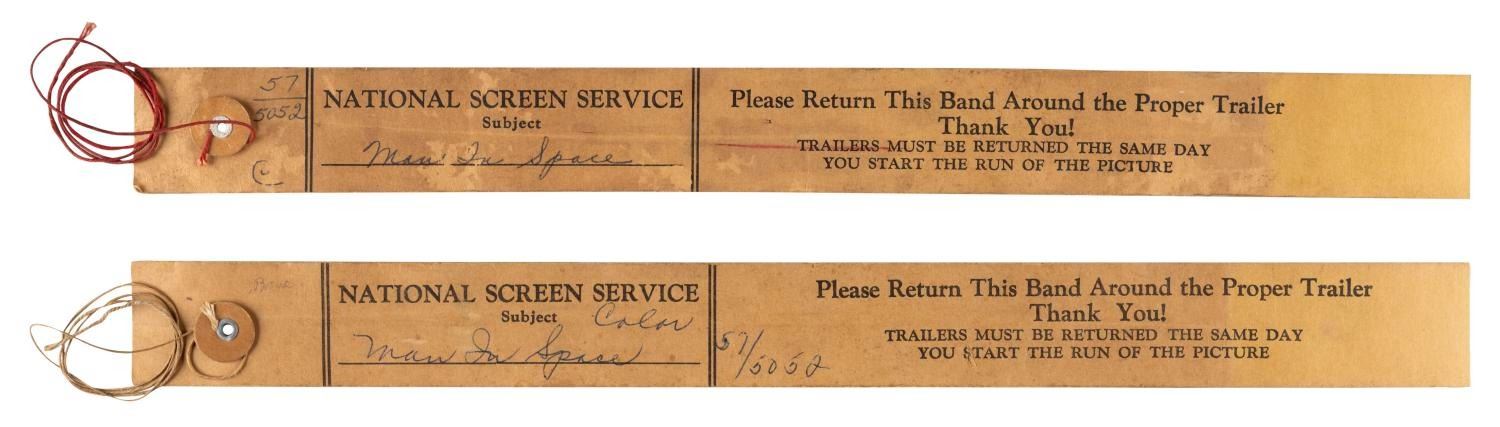 57
5052
C
NATIONAL SCREEN SERVICE
Subject
Man In Space
Please Return This Band Around the Proper Trailer
Thank You!
TRAILERS MUST BE RETURNED THE SAME DAY
YOU START THE RUN OF THE PICTURE
NATIONAL SCREEN SERVICE
Subject Color
Man In Space
57/5052
Please Return This Band Around the Proper Trailer
Thank You!
TRAILERS MUST BE RETURNED THE SAME DAY
YOU START THE RUN OF THE PICTURE